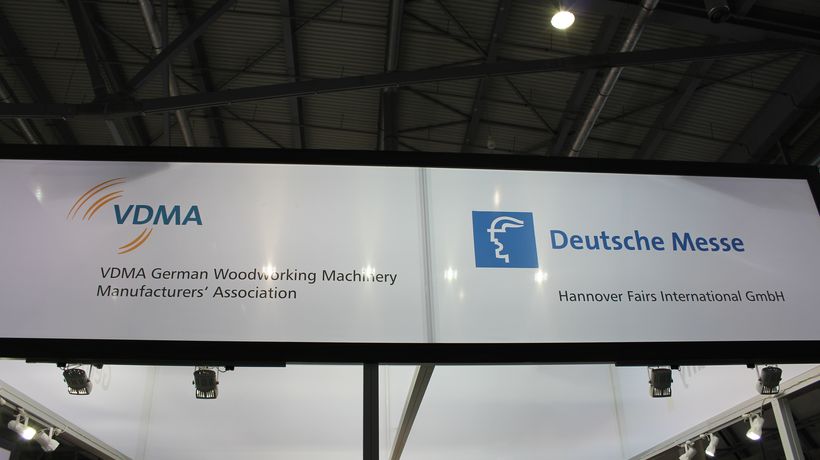 VDMA
VDMA German Woodworking Machinery
Manufacturers' Association
Deutsche Messe
Hannover Fairs International GmbH